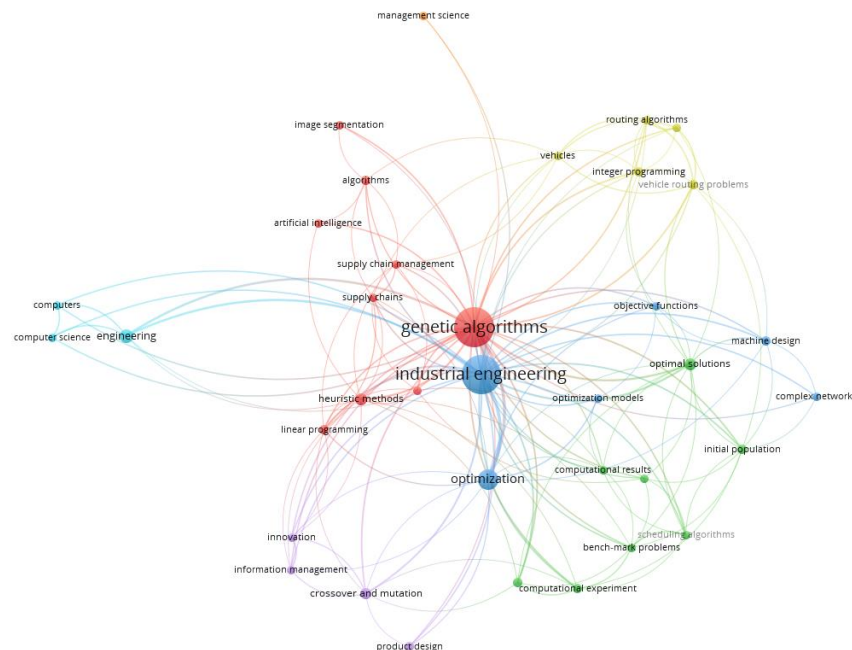 management science
image segmentation
routing algorithms
vehicles
integer programming
algorithms
vehicle routing problems
artificial intelligence
supply chain management
supply chains
computers
objective functions
genetic algorithms
computer science
engineering
machine design
optimal solutions
industrial engineering
heuristic methods
optimization models
complex network
linear programming
initial population
computational results
optimization
scheduling algorithms
innovation
bench-mark problems
information management
crossover and mutation
computational experiment
product design